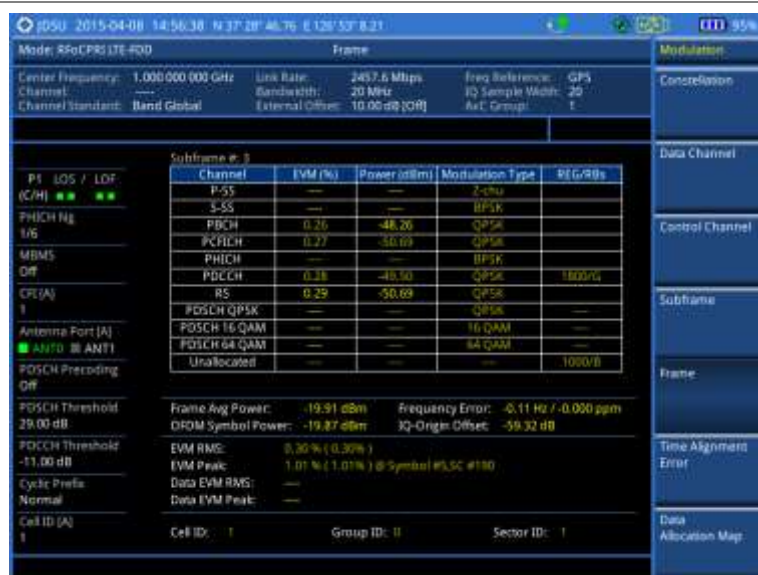 JDSU 2015-04-08 14:56:38 N 37° 28' 46.76 E 126° 53' 8.21 95%
Mode: RFoCPRI LTE-FDD Frame Modulation
Center Frequency: 1.000 000 000 GHz Link Rate: 2457.6 Mbps Freq Reference: GPS
Channel: ---- Bandwidth: 20 MHz IQ Sample Width: 20
Channel Standard: Band Global External Offset: 10.00 dB [Off] AxC Group: 1
Constellation
Data Channel
Control Channel
Subframe
Frame
Time Alignment Error
Data Allocation Map
P1 LOS / LOF
(C/H)
PHICH Ng
1/6
MBMS
Off
CFI [A]
1
Antenna Port [A]
ANT0 ANT1
PDSCH Precoding
Off
PDSCH Threshold
29.00 dB
PDCCH Threshold
-11.00 dB
Cyclic Prefix
Normal
Cell ID [A]
1
Subframe #: 3
Channel EVM (%) Power (dBm) Modulation Type REG/RBs
P-SS ---- ---- Z-chu
S-SS ---- ---- BPSK
PBCH 0.26 -48.26 QPSK
PCFICH 0.27 -50.69 QPSK
PHICH ---- ---- BPSK
PDCCH 0.28 -49.50 QPSK 1800/G
RS 0.29 -50.69 QPSK
PDSCH QPSK ---- ---- QPSK ----
PDSCH 16 QAM ---- ---- 16 QAM ----
PDSCH 64 QAM ---- ---- 64 QAM ----
Unallocated ---- ---- ---- 1000/B
Frame Avg Power: -19.91 dBm Frequency Error: -0.11 Hz / -0.000 ppm
OFDM Symbol Power: -19.87 dBm IQ-Origin Offset: -59.32 dB
EVM RMS: 0.30 % ( 0.30% )
EVM Peak: 1.01 % ( 1.01% ) @ Symbol #5,SC #190
Data EVM RMS: ----
Data EVM Peak: ----
Cell ID: 1 Group ID: 0 Sector ID: 1